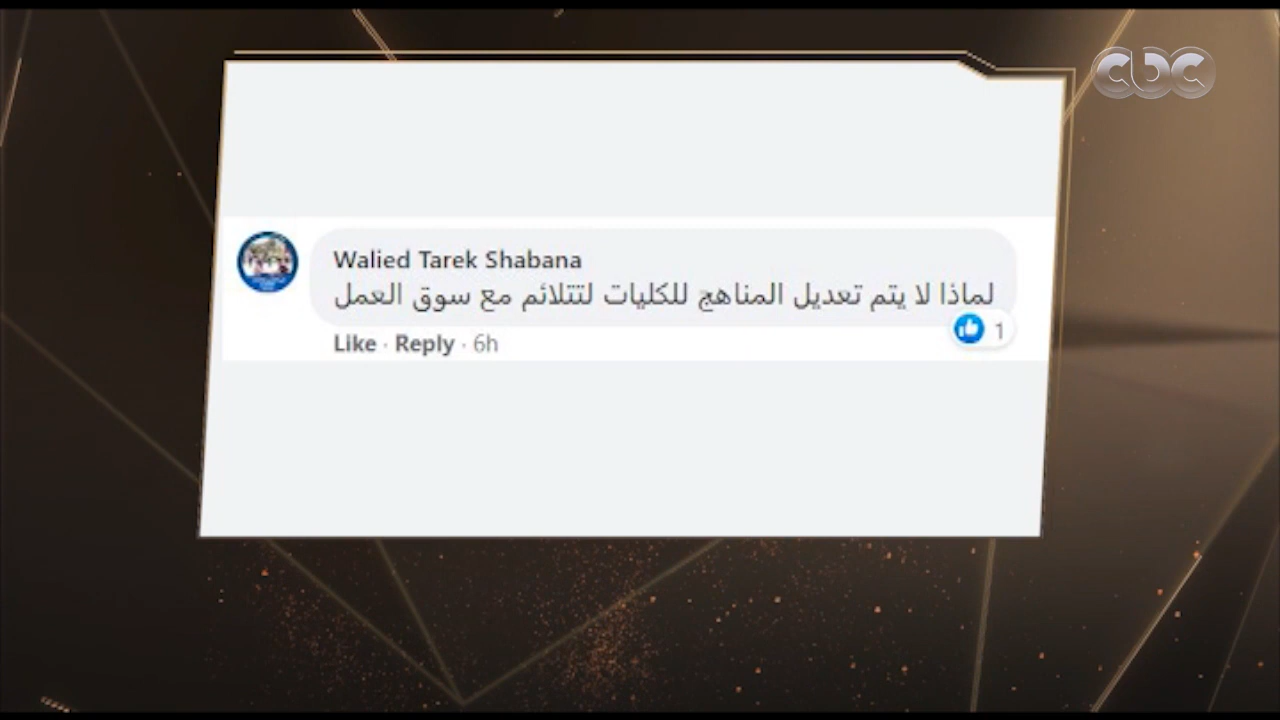 cbc
Walied Tarek Shabana
لماذا لا يتم تعديل المناهج للكليات لتتلائم مع سوق العمل
1
Like · Reply · 6h